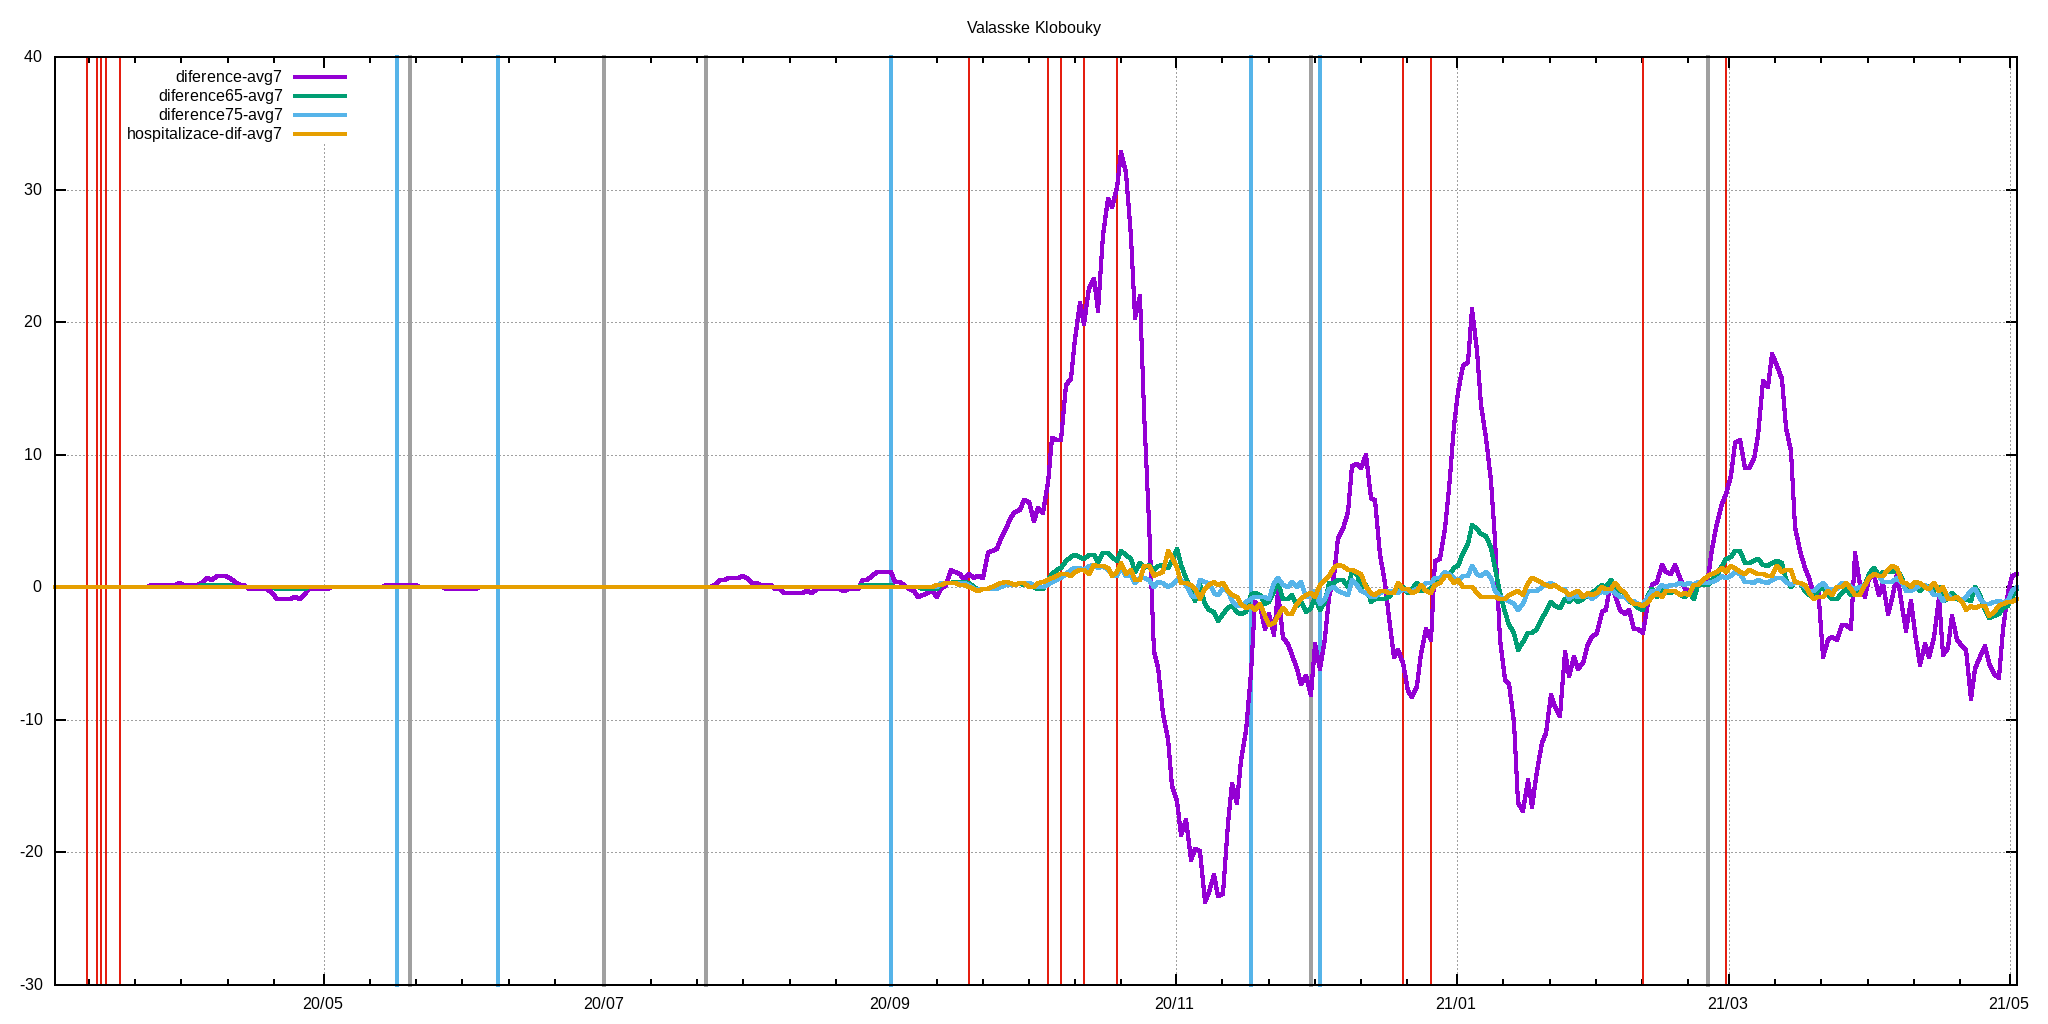 Valasske Klobouky
40
diference-avg7
diference65-avg7
diference75-avg7
hospitalizace-dif-avg7
30
20
10
0
-10
-20
-30
20/05 20/07 20/09 20/11 21/01 21/03 21/05